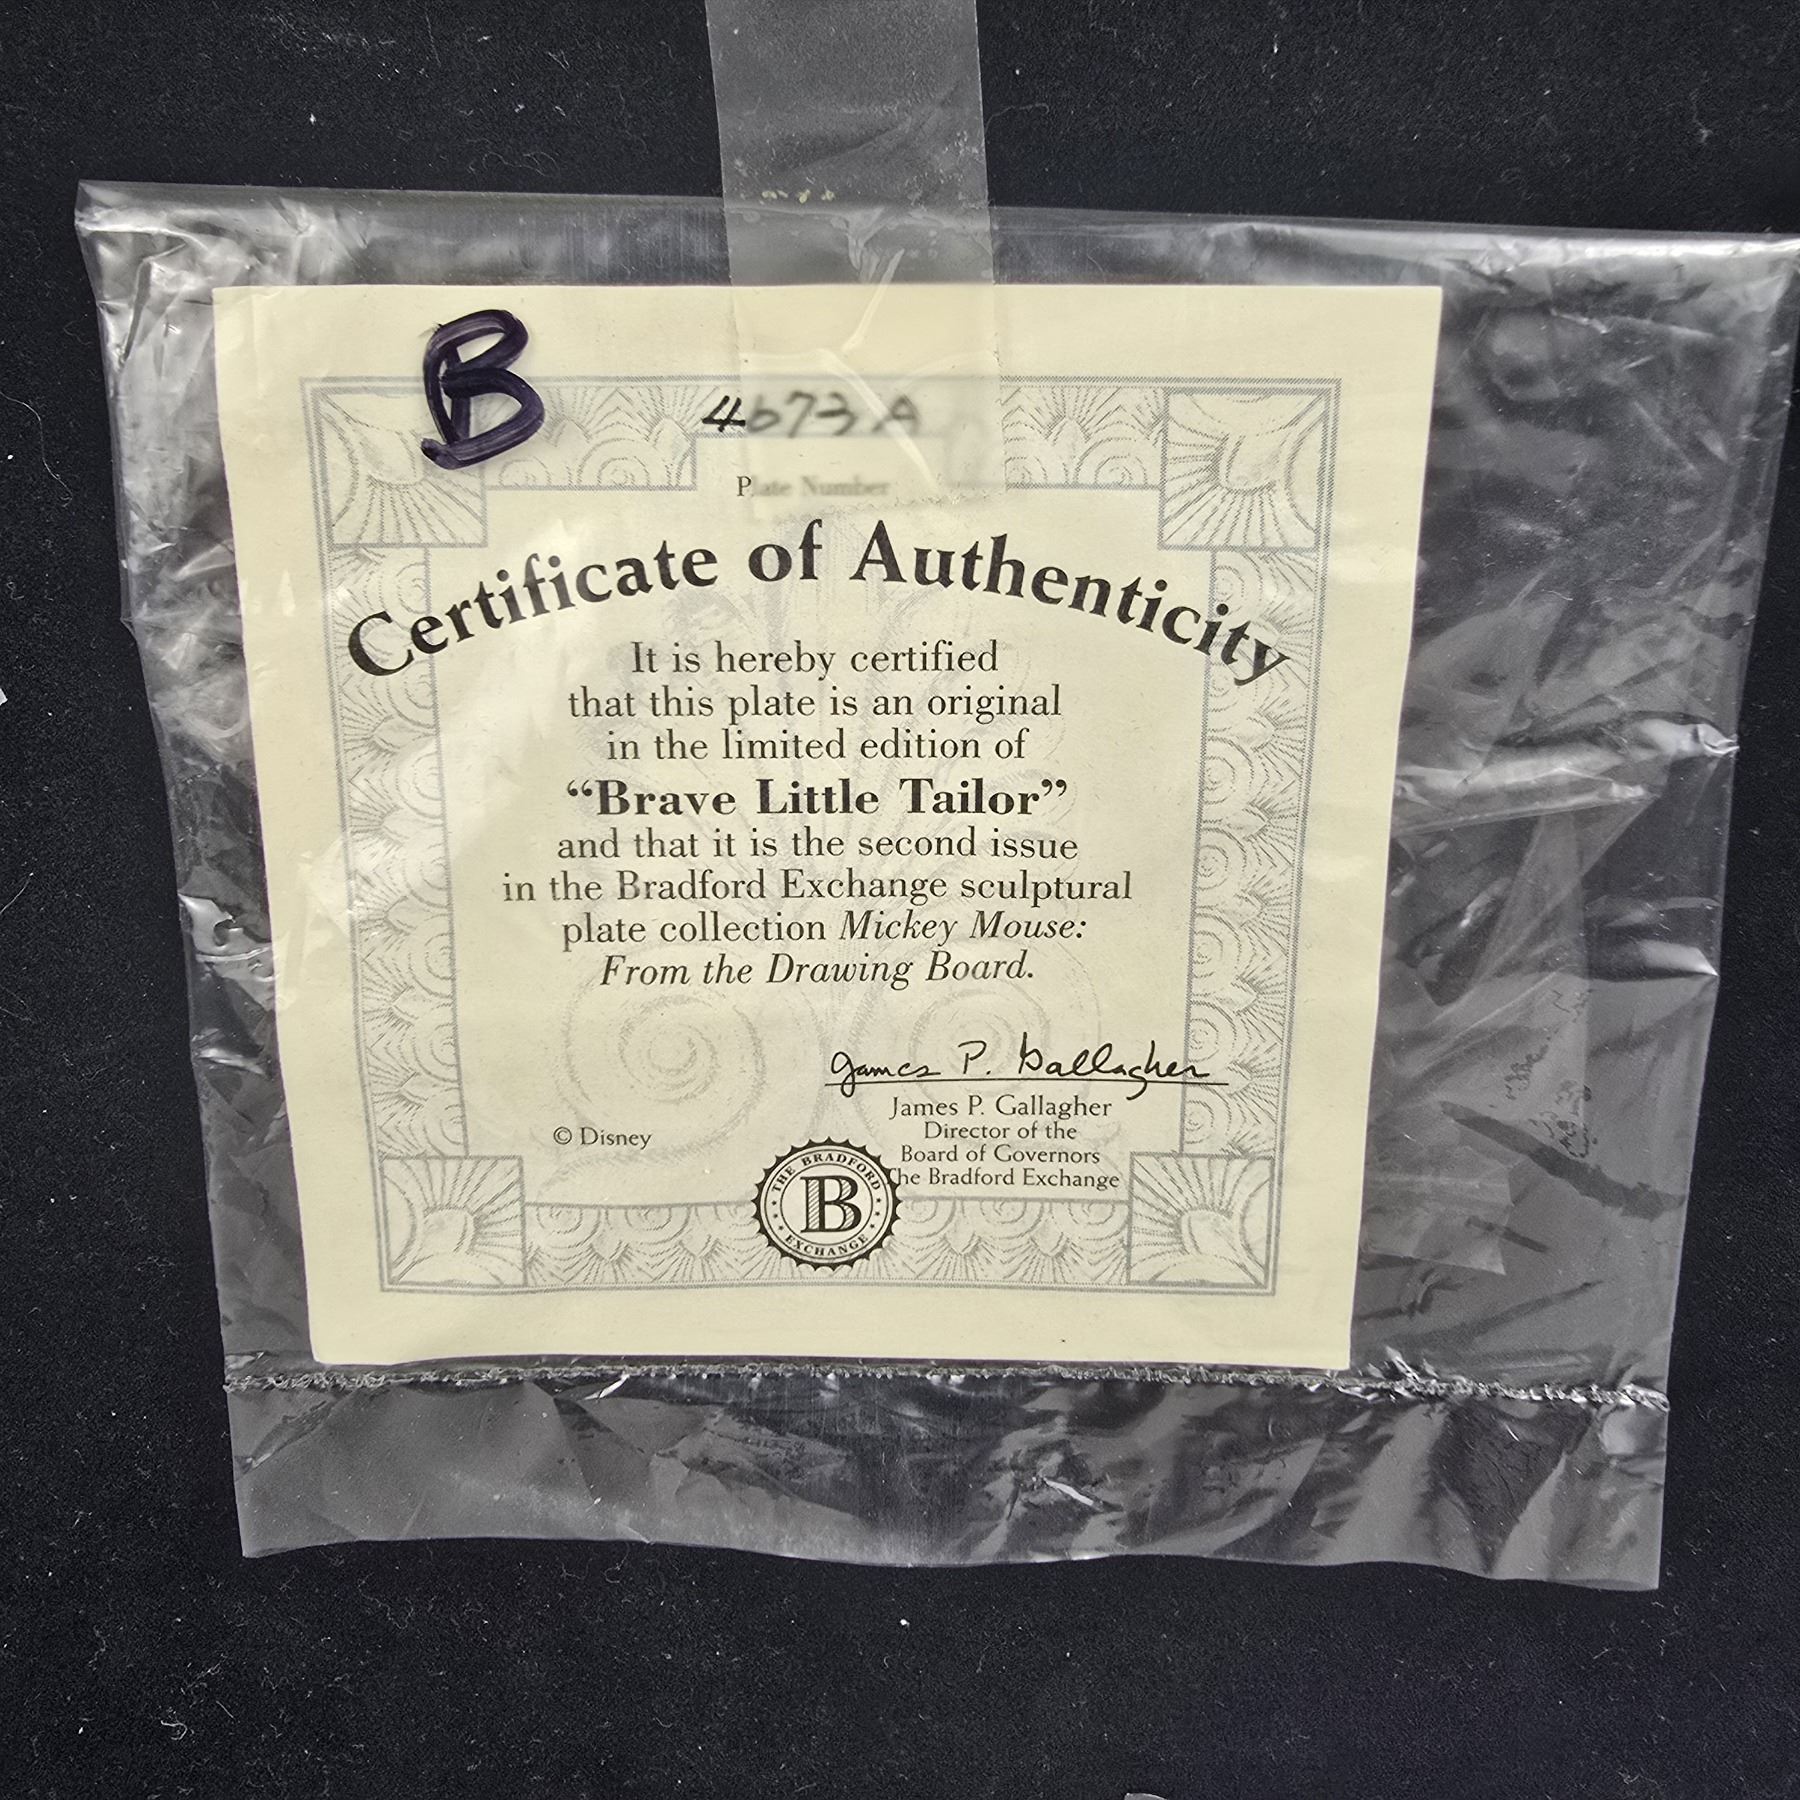 B
4673A
Plate Number
Certificate of Authenticity
It is hereby certified
that this plate is an original
in the limited edition of
“Brave Little Tailor”
and that it is the second issue
in the Bradford Exchange sculptural
plate collection Mickey Mouse:
From the Drawing Board.
James P. Gallagher
James P. Gallagher
Director of the
Board of Governors
The Bradford Exchange
© Disney
THE BRADFORD
B
EXCHANGE